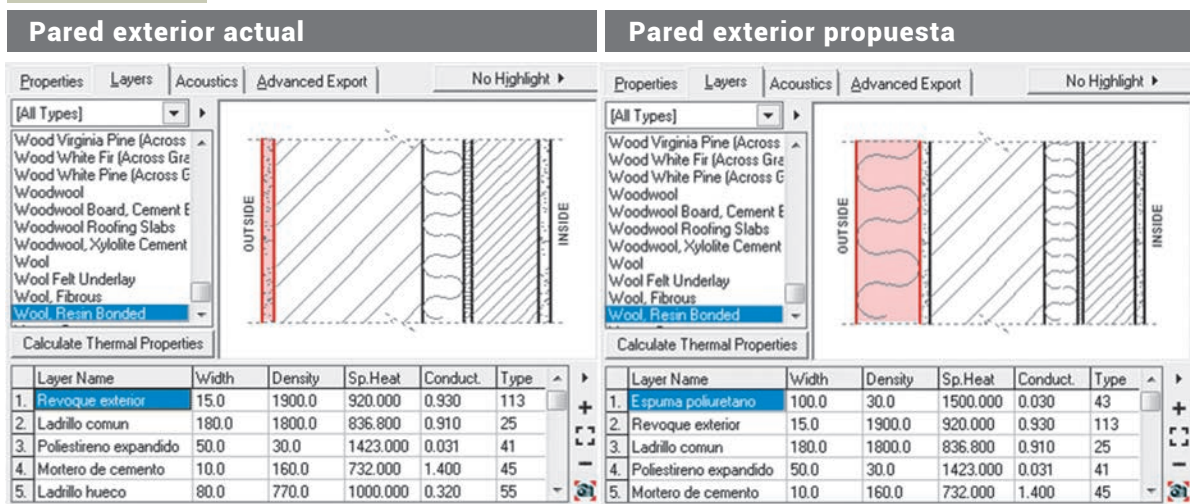 Pared exterior actual
Properties Layers Acoustics Advanced Export No Highlight
[All Types]
Wood Virginia Pine (Across
Wood White Fir (Across Gra
Wood White Pine (Across G
Woodwool
Woodwool Board, Cement B
Woodwool Roofing Slabs
Woodwool, Xylolite Cement
Wool
Wool Felt Underlay
Wool, Fibrous
Wool, Resin Bonded
Calculate Thermal Properties
OUTSIDE
INSIDE
Layer Name Width Density Sp.Heat Conduct. Type
1. Revoque exterior 15.0 1900.0 920.000 0.930 113
2. Ladrillo comun 180.0 1800.0 836.800 0.910 25
3. Poliestireno expandido 50.0 30.0 1423.000 0.031 41
4. Mortero de cemento 10.0 160.0 732.000 1.400 45
5. Ladrillo hueco 80.0 770.0 1000.000 0.320 55
Pared exterior propuesta
Properties Layers Acoustics Advanced Export No Highlight
[All Types]
Wood Virginia Pine (Across
Wood White Fir (Across Gra
Wood White Pine (Across G
Woodwool
Woodwool Board, Cement B
Woodwool Roofing Slabs
Woodwool, Xylolite Cement
Wool
Wool Felt Underlay
Wool, Fibrous
Wool, Resin Bonded
Calculate Thermal Properties
OUTSIDE
INSIDE
Layer Name Width Density Sp.Heat Conduct. Type
1. Espuma poliuretano 100.0 30.0 1500.000 0.030 43
2. Revoque exterior 15.0 1900.0 920.000 0.930 113
3. Ladrillo comun 180.0 1800.0 836.800 0.910 25
4. Poliestireno expandido 50.0 30.0 1423.000 0.031 41
5. Mortero de cemento 10.0 160.0 732.000 1.400 45